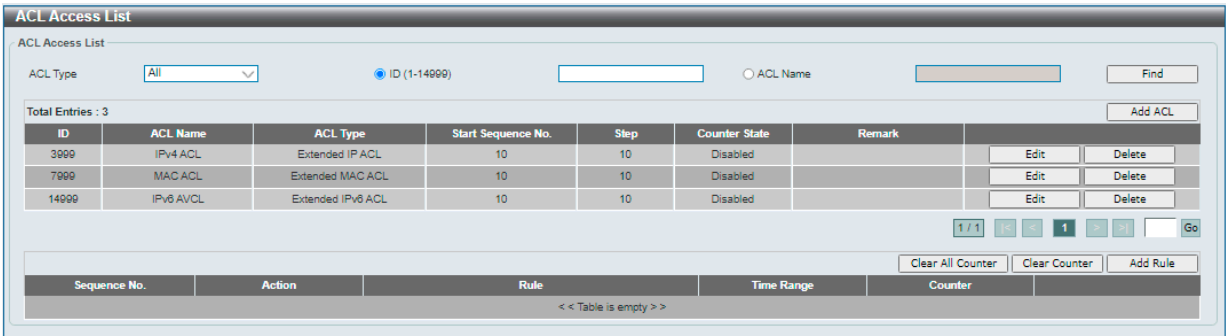 ACL Access List
ACL Access List
ACL Type All ID (1-14999) ACL Name Find
Total Entries : 3 Add ACL
ID ACL Name ACL Type Start Sequence No. Step Counter State Remark
3999 IPv4 ACL Extended IP ACL 10 10 Disabled Edit Delete
7999 MAC ACL Extended MAC ACL 10 10 Disabled Edit Delete
14999 IPv6 AVCL Extended IPv6 ACL 10 10 Disabled Edit Delete
1 / 1 |< < 1 > >| Go
Clear All Counter Clear Counter Add Rule
Sequence No. Action Rule Time Range Counter
< < Table is empty > >